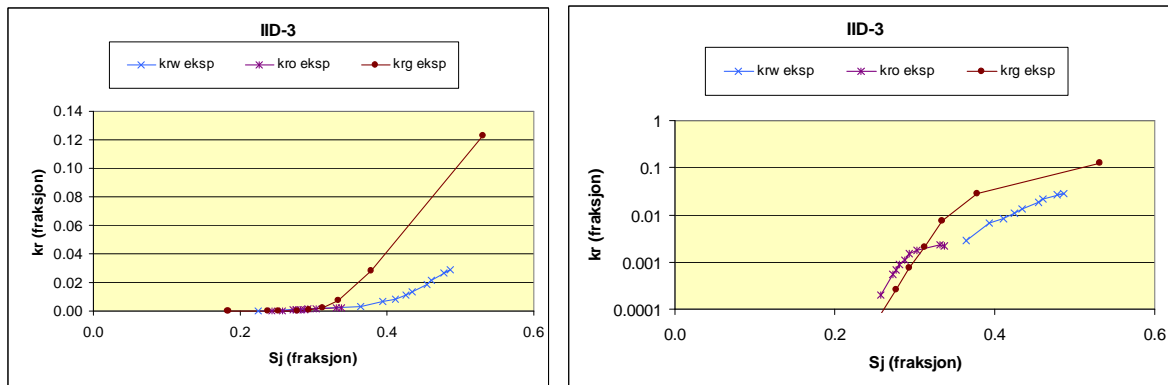 IID-3
krw eksp
kro eksp
krg eksp
0.14
0.12
0.10
0.08
0.06
0.04
0.02
0.00
kr (fraksjon)
0.0
0.2
0.4
0.6
Sj (fraksjon)
IID-3
krw eksp
kro eksp
krg eksp
1
0.1
0.01
0.001
0.0001
kr (fraksjon)
0.0
0.2
0.4
0.6
Sj (fraksjon)